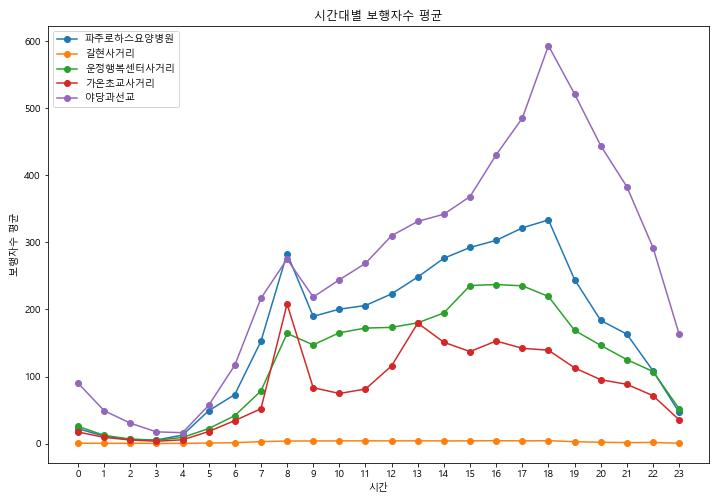 시간대별 보행자수 평균
파주로하스요양병원
갈현사거리
운정행복센터사거리
가온초교사거리
야당과선교
보행자수 평균
600
500
400
300
200
100
0
0 1 2 3 4 5 6 7 8 9 10 11 12 13 14 15 16 17 18 19 20 21 22 23
시간